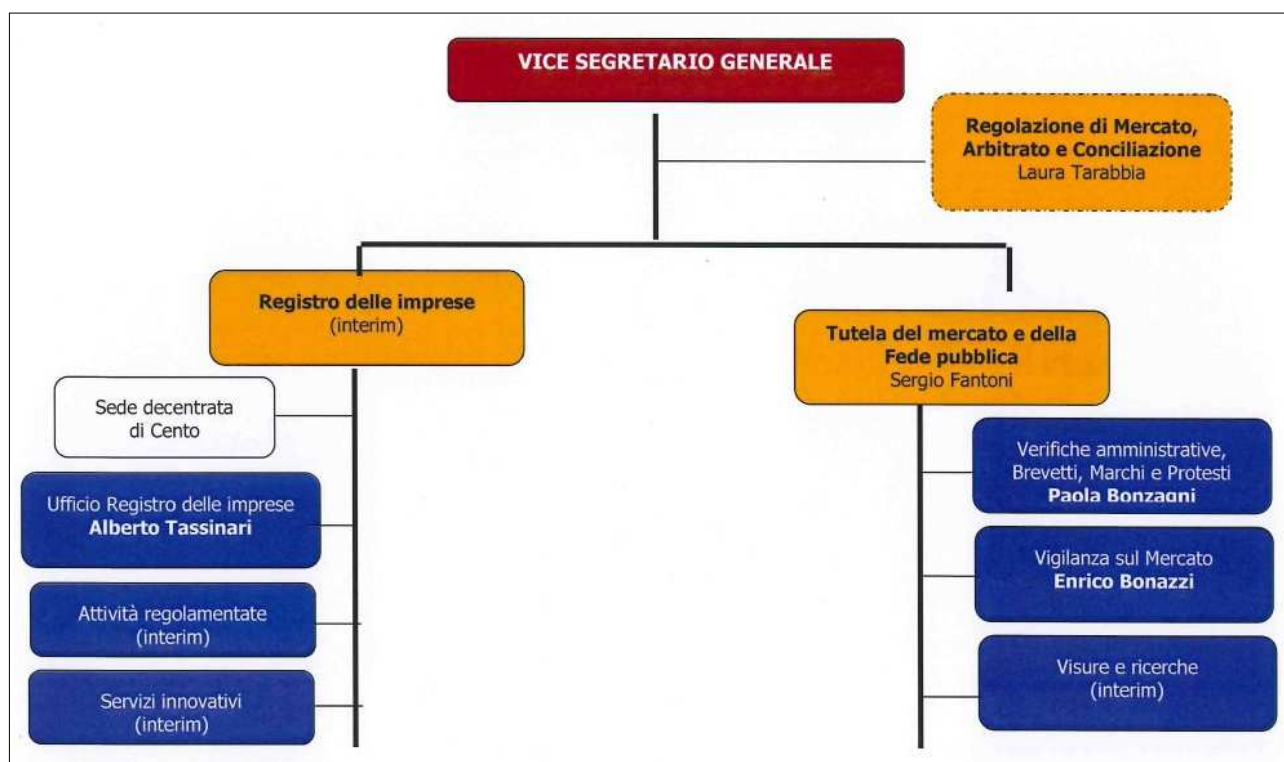 VICE SEGRETARIO GENERALE
Regolazione di Mercato,
Arbitrato e Conciliazione
Laura Tarabbia
Registro delle imprese
(interim)
Tutela del mercato e della
Fede pubblica
Sergio Fantoni
Sede decentrata
di Cento
Ufficio Registro delle imprese
Alberto Tassinari
Attività regolamentate
(interim)
Servizi innovativi
(interim)
Verifiche amministrative,
Brevetti, Marchi e Protesti
Paola Bonzagni
Vigilanza sul Mercato
Enrico Bonazzi
Visure e ricerche
(interim)